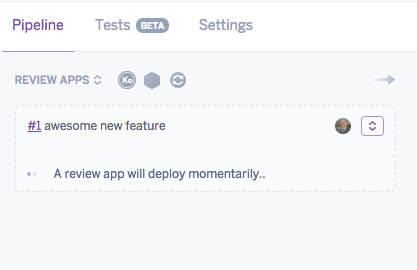 Pipeline Tests BETA Settings
REVIEW APPS Ko
#1 awesome new feature
A review app will deploy momentarily..